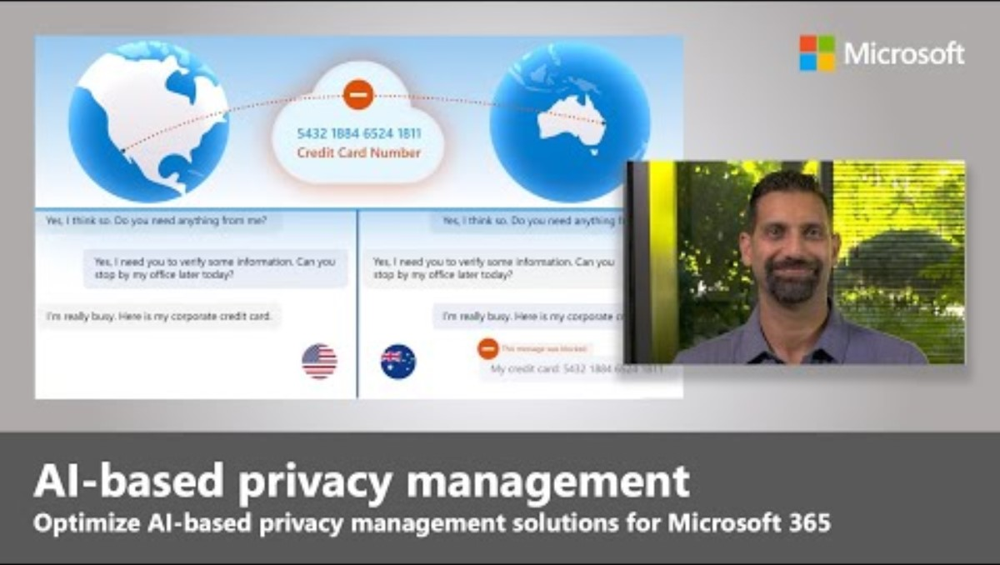 Microsoft
5432 1884 6524 1811
Credit Card Number
Yes, I think so. Do you need anything from me?
Yes, I need you to verify some information. Can you
stop by my office later today?
I'm really busy. Here is my corporate credit card.
Yes, I think so. Do you need anything
Yes, I need you to verify some information. Can you
stop by my office later today?
I'm really busy. Here is my corporate
This message was blocked.
My credit card: 5432 1884 6524 1811
AI-based privacy management
Optimize AI-based privacy management solutions for Microsoft 365